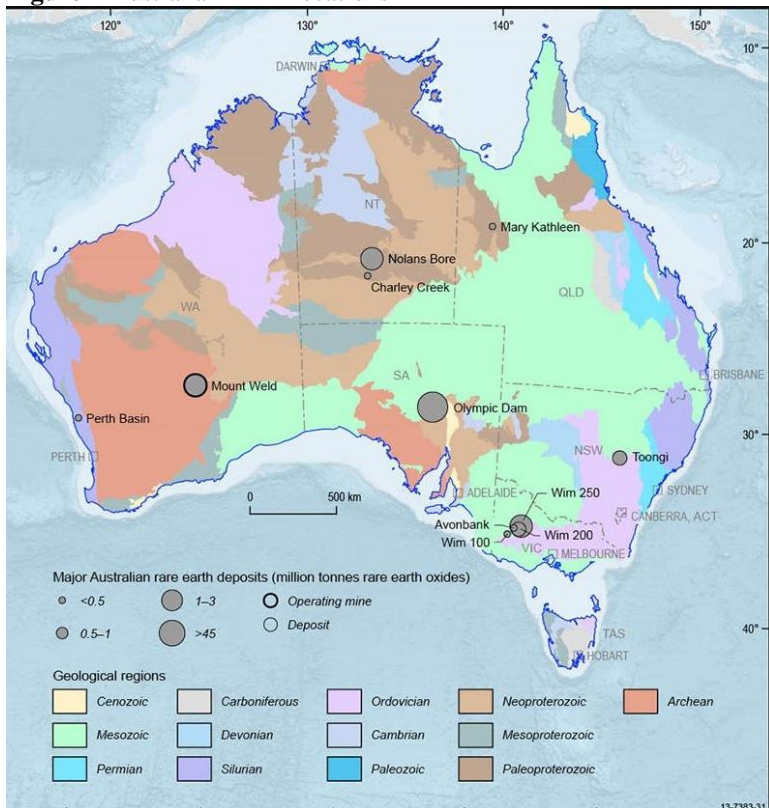 120°
130°
140°
150°
10°
DARWIN
NT
Mary Kathleen
20°
Nolans Bore
Charley Creek
WA
QLD
SA
Mount Weld
BRISBANE
Olympic Dam
Perth Basin
30°
NSW
Toongi
PERTH
ADELAIDE
Wim 250
SYDNEY
0 500 km
CANBERRA, ACT
Avonbank
Wim 200
Wim 100
VIC
MELBOURNE
Major Australian rare earth deposits (million tonnes rare earth oxides)
<0.5 1–3 Operating mine
0.5–1 >45 Deposit
40°
TAS
HOBART
Geological regions
Cenozoic Carboniferous Ordovician Neoproterozoic Archean
Mesozoic Devonian Cambrian Mesoproterozoic
Permian Silurian Paleozoic Paleoproterozoic
13-7383-31